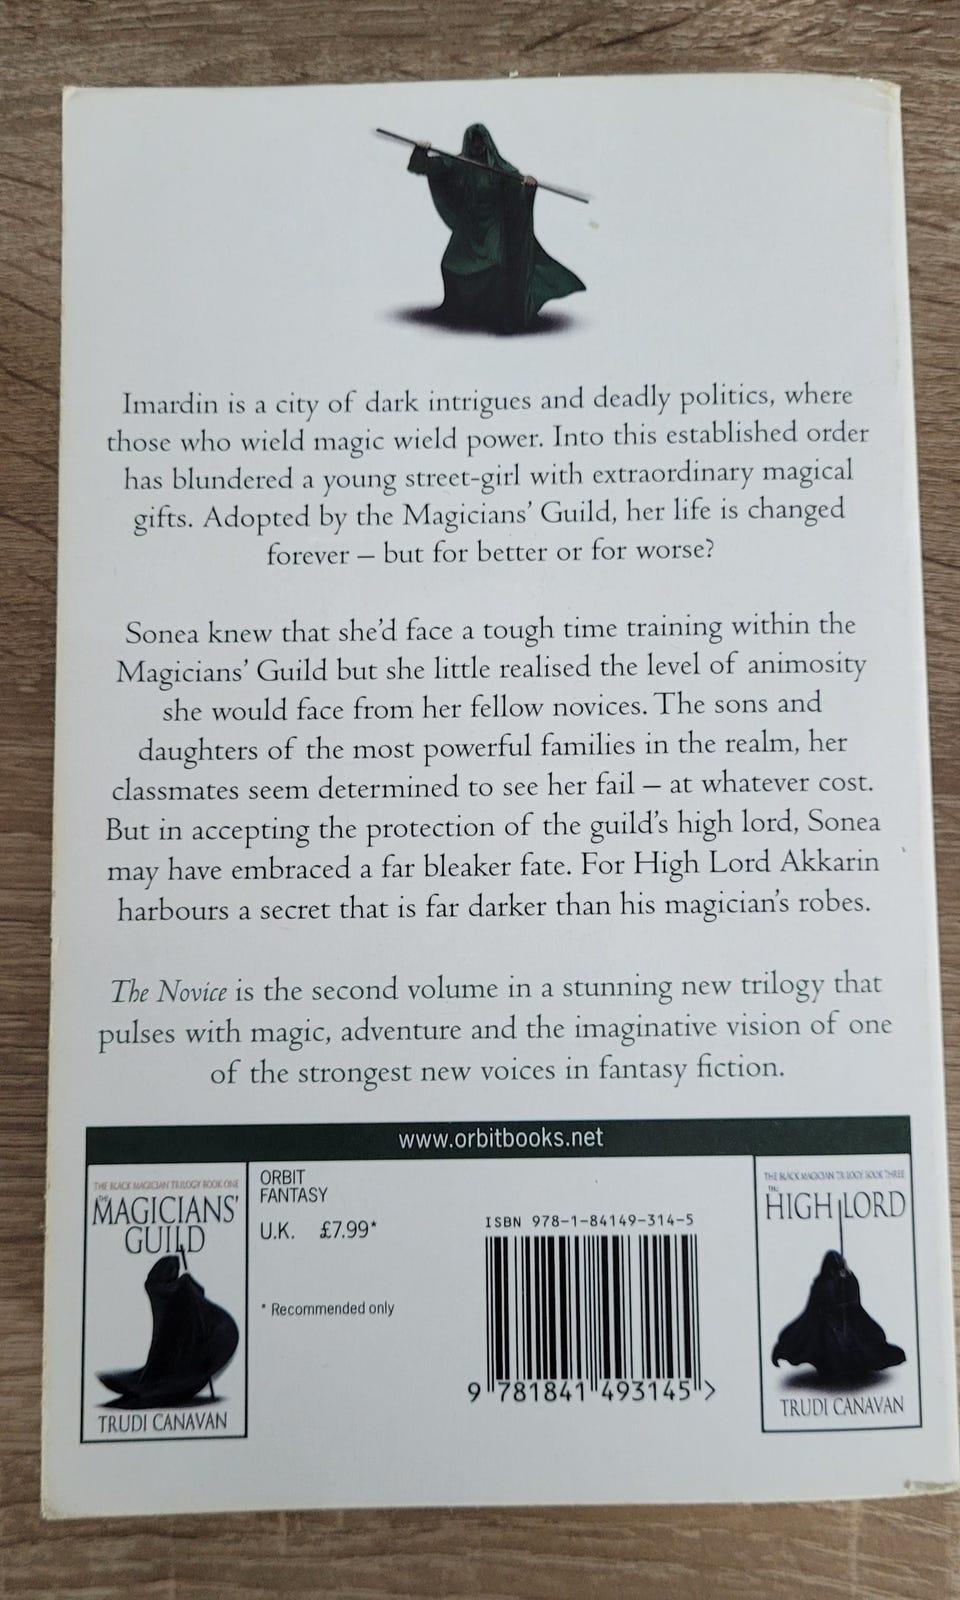 Imardin is a city of dark intrigues and deadly politics, where
those who wield magic wield power. Into this established order
has blundered a young street-girl with extraordinary magical
gifts. Adopted by the Magicians' Guild, her life is changed
forever – but for better or for worse?
Sonea knew that she'd face a tough time training within the
Magicians' Guild but she little realised the level of animosity
she would face from her fellow novices. The sons and
daughters of the most powerful families in the realm, her
classmates seem determined to see her fail – at whatever cost.
But in accepting the protection of the guild's high lord, Sonea
may have embraced a far bleaker fate. For High Lord Akkarin
harbours a secret that is far darker than his magician's robes.
The Novice is the second volume in a stunning new trilogy that
pulses with magic, adventure and the imaginative vision of one
of the strongest new voices in fantasy fiction.
www.orbitbooks.net
THE BLACK MAGICIAN TRILOGY BOOK ONE
THE
MAGICIANS'
GUILD
TRUDI CANAVAN
ORBIT
FANTASY
U.K. £7.99*
* Recommended only
ISBN 978-1-84149-314-5
9 781841 493145 >
THE BLACK MAGICIAN TRILOGY BOOK THREE
THE
HIGH LORD
TRUDI CANAVAN